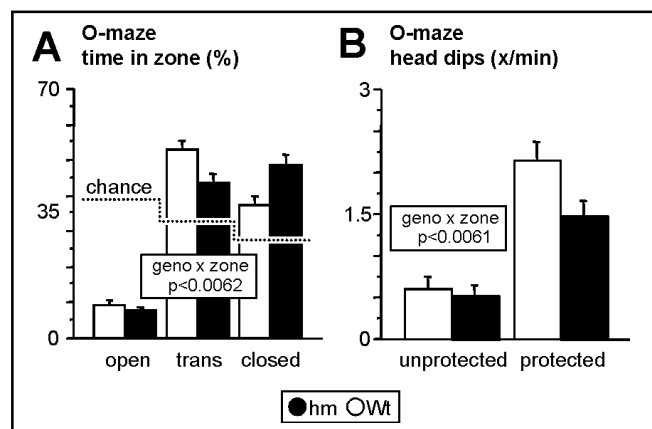 A
O-maze
time in zone (%)
70
35
0
chance
geno x zone
p<0.0062
open trans closed
B
O-maze
head dips (x/min)
3
1.5
0
geno x zone
p<0.0061
unprotected protected
hm Wt